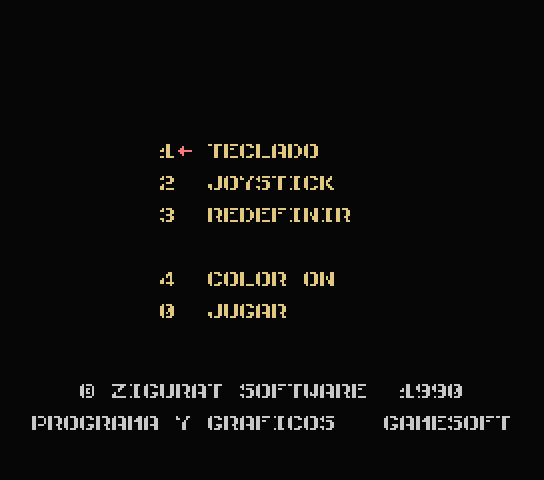 1← TECLADO
2 JOYSTICK
3 REDEFINIR
4 COLOR ON
0 JUGAR
© ZIGURAT SOFTWARE 1990
PROGRAMA Y GRAFICOS GAMESOFT